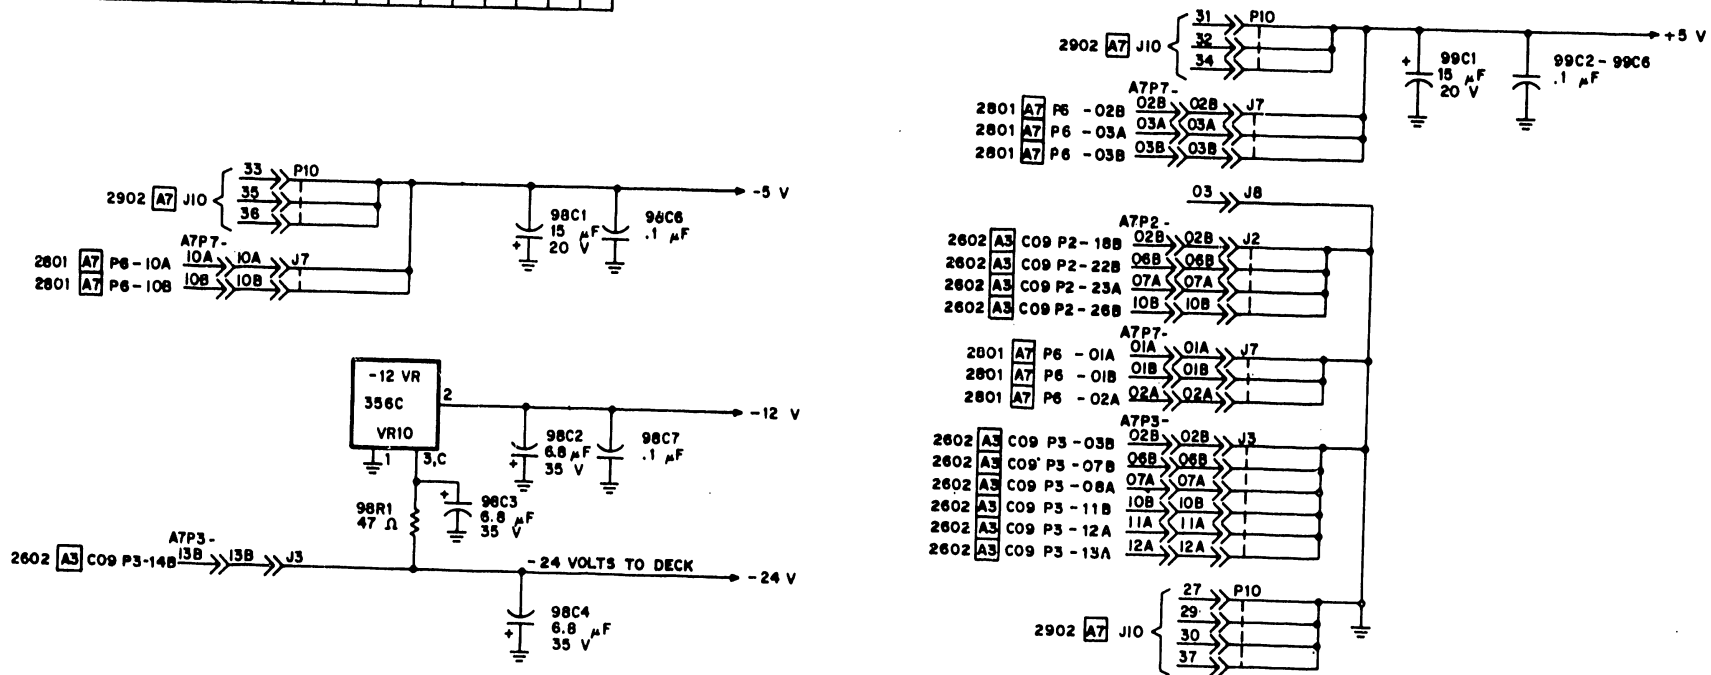 33 P10
2902 A7 J10 35
36
-5 V
98C1
15 µF
20 V
98C6
.1 µF
A7P7-
2801 A7 P6-10A 10A 10A J7
2801 A7 P6-10B 10B 10B
-12 VR
356C
VR10
2
1
3,C
-12 V
98C2
6.8 µF
35 V
98C7
.1 µF
98R1
47 Ω
98C3
6.8 µF
35 V
A7P3-
2602 A3 C09 P3-14B 13B 13B J3
-24 VOLTS TO DECK
-24 V
98C4
6.8 µF
35 V
31 P10
2902 A7 J10 32
34
+5 V
99C1
15 µF
20 V
99C2-99C6
.1 µF
A7P7-
2801 A7 P6 -02B 02B 02B J7
2801 A7 P6 -03A 03A 03A
2801 A7 P6 -03B 03B 03B
03 J8
A7P2-
2602 A3 C09 P2-18B 02B 02B J2
2602 A3 C09 P2-22B 06B 06B
2602 A3 C09 P2-23A 07A 07A
2602 A3 C09 P2-26B 10B 10B
A7P7-
2801 A7 P6 -01A 01A 01A J7
2801 A7 P6 -01B 01B 01B
2801 A7 P6 -02A 02A 02A
A7P3-
2602 A3 C09 P3-03B 02B 02B J3
2602 A3 C09 P3-07B 06B 06B
2602 A3 C09 P3-08A 07A 07A
2602 A3 C09 P3-11B 10B 10B
2602 A3 C09 P3-12A 11A 11A
2602 A3 C09 P3-13A 12A 12A
27 P10
29
2902 A7 J10 30
37